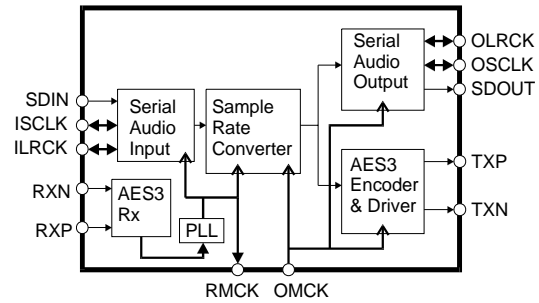 SDIN
ISCLK
ILRCK
RXN
RXP
Serial
Audio
Input
AES3
Rx
PLL
Sample
Rate
Converter
Serial
Audio
Output
AES3
Encoder
& Driver
OLRCK
OSCLK
SDOUT
TXP
TXN
RMCK
OMCK